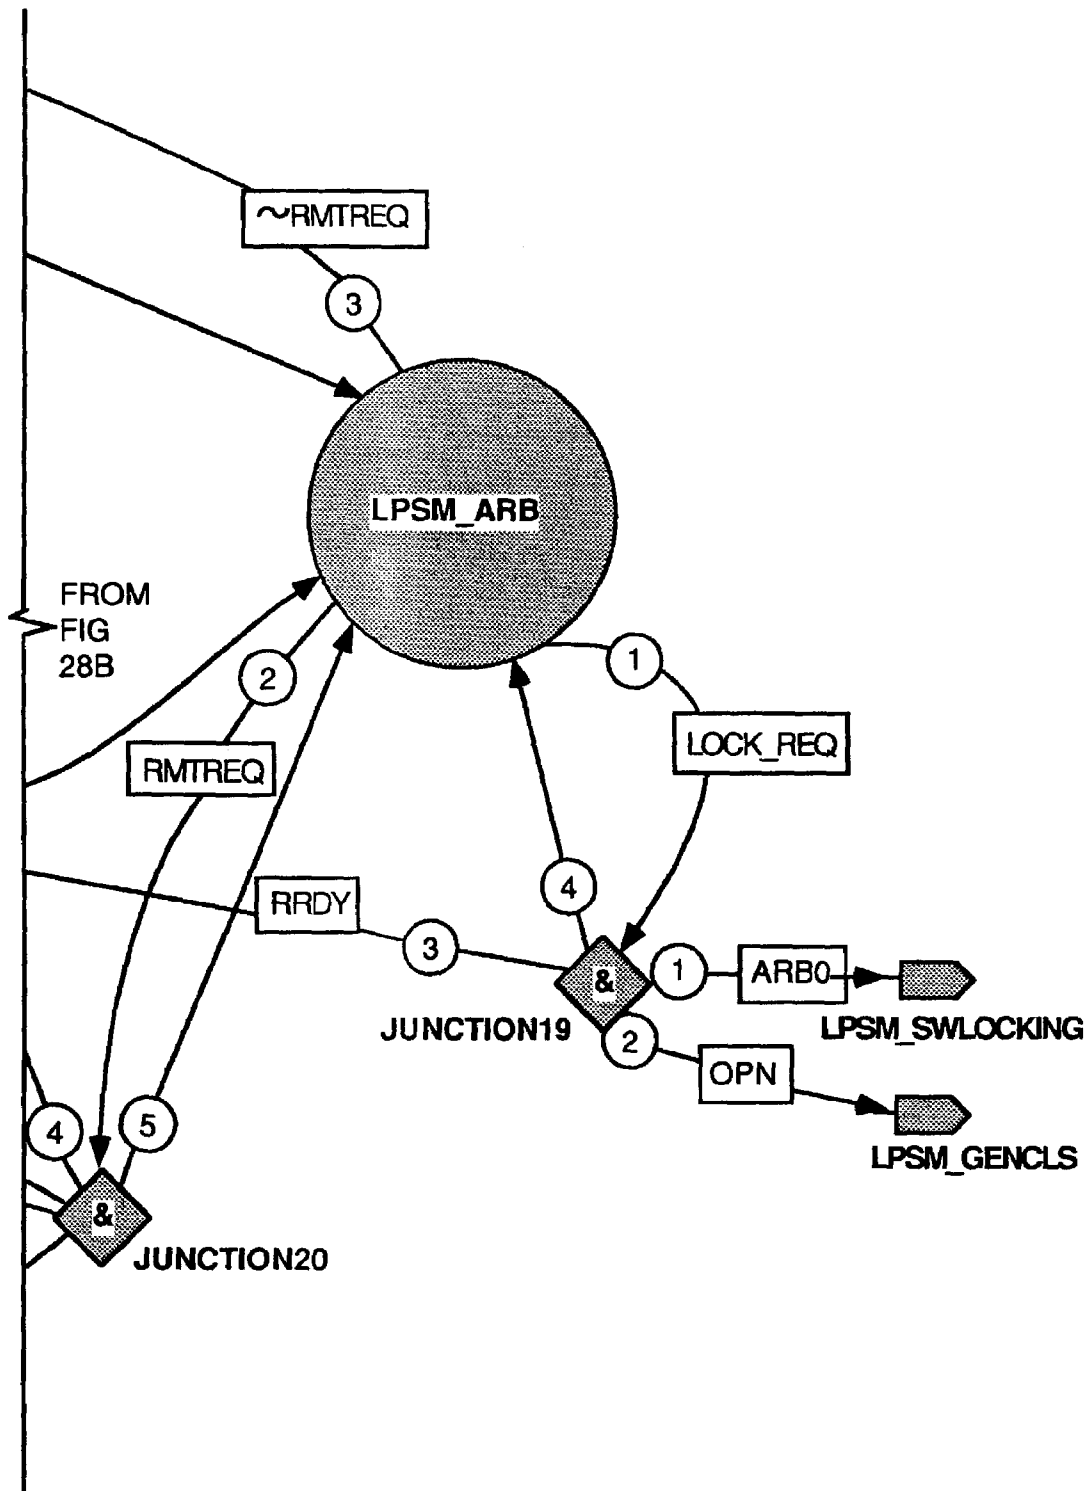 ~RMTREQ
3
LPSM_ARB
FROM
FIG
28B
2
1
RMTREQ
LOCK_REQ
4
RRDY
3
&
1
ARB0
JUNCTION19
LPSM_SWLOCKING
2
OPN
4
5
LPSM_GENCLS
&
JUNCTION20